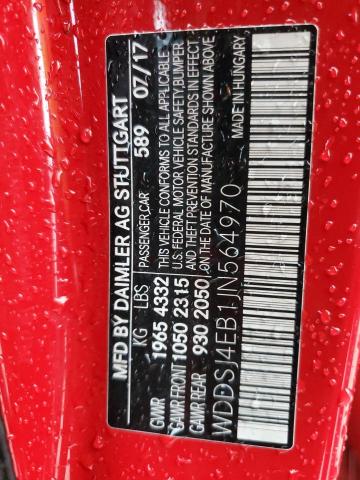 MFD BY DAIMLER AG STUTTGART 07/17
KG LBS PASSENGER CAR 589
GVWR 1965 4332 THIS VEHICLE CONFORMS TO ALL APPLICABLE
GAWR FRONT 1050 2315 U.S. FEDERAL MOTOR VEHICLE SAFETY, BUMPER
GAWR REAR 930 2050 AND THEFT PREVENTION STANDARDS IN
EFFECT ON THE DATE OF MANUFACTURE SHOWN ABOVE
WDDSJ4EB1JN564970 MADE IN HUNGARY